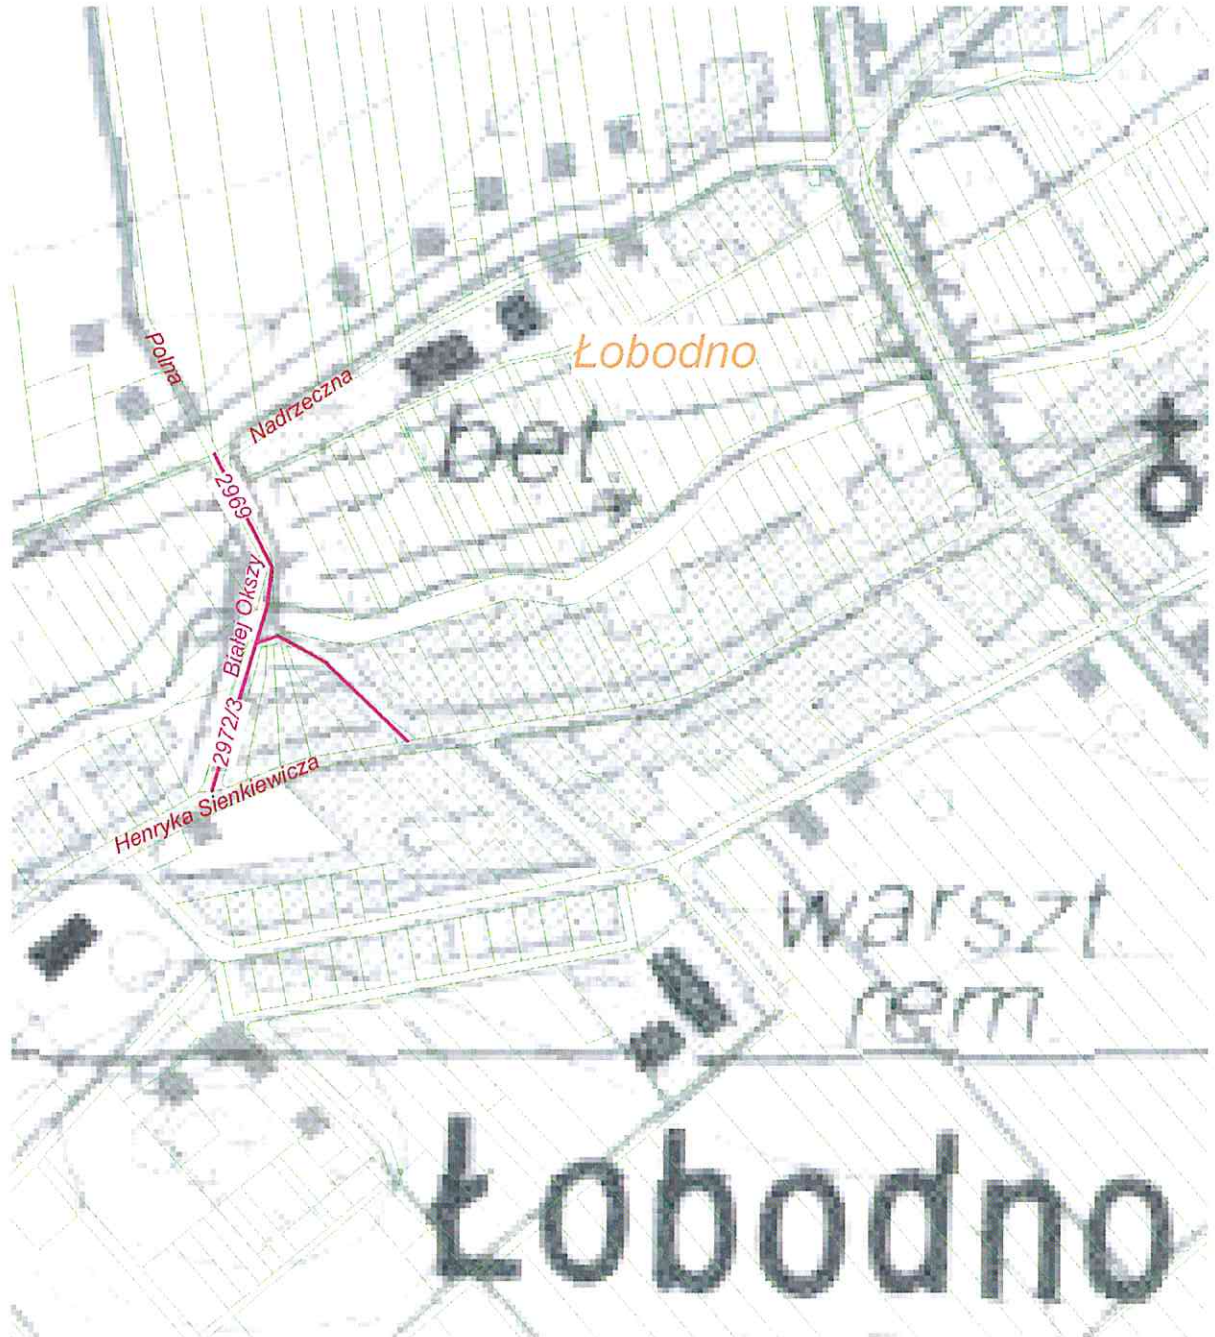 Polna
Nadrzeczna
Łobodno
bet.
2969
Białej Okszy
2972/3
Henryka Sienkiewicza
warszt
rem
Łobodno